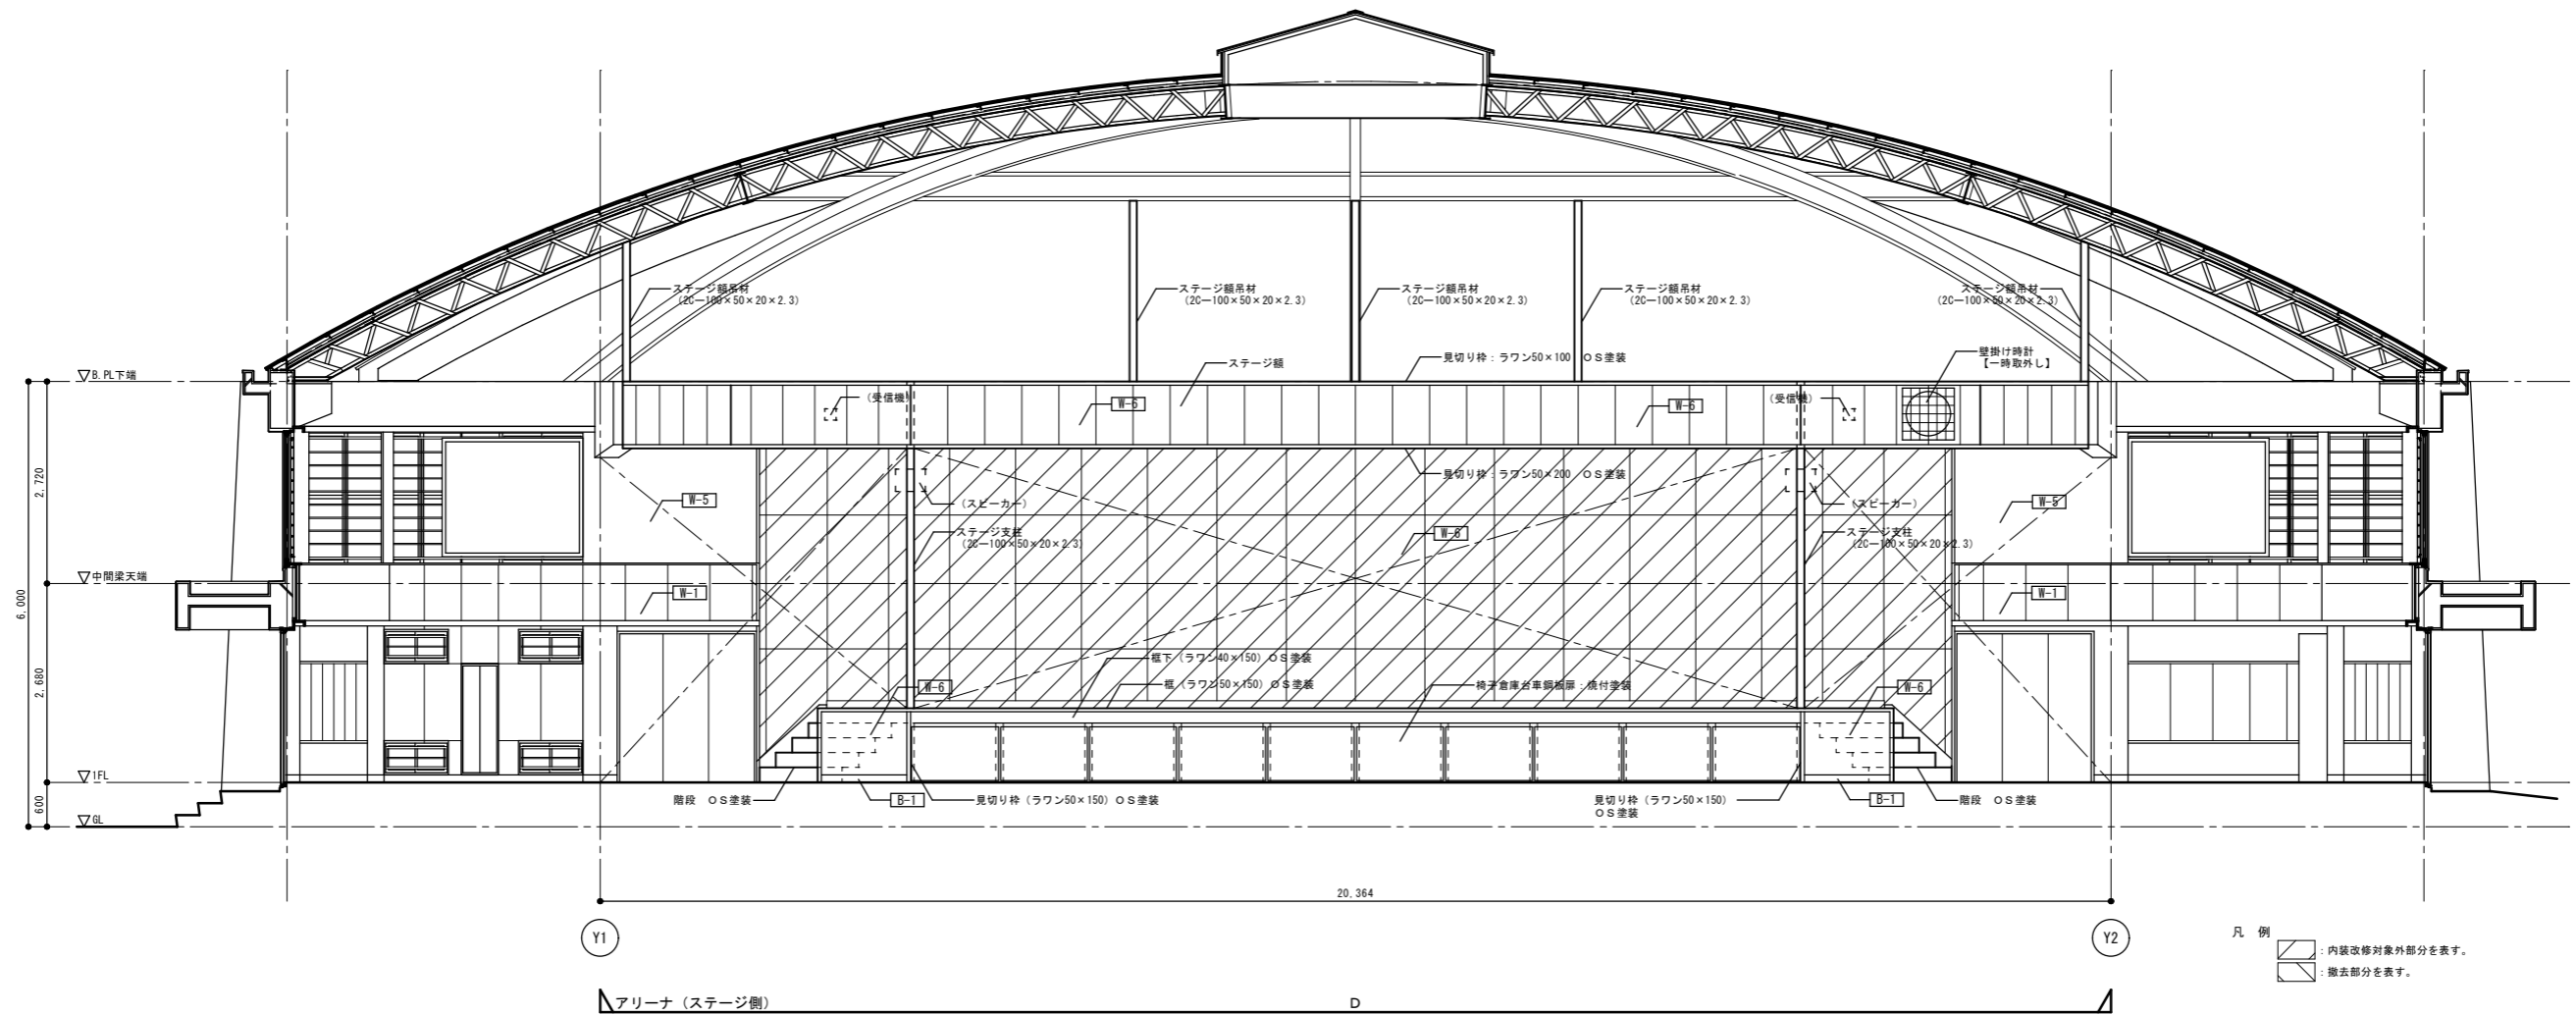 ステージ額吊材
(2C－100×50×20×2.3)
ステージ額吊材
(2C－100×50×20×2.3)
ステージ額吊材
(2C－100×50×20×2.3)
ステージ額吊材
(2C－100×50×20×2.3)
ステージ額吊材
(2C－100×50×20×2.3)
見切り枠：ラワン50×100 ＯＳ塗装
ステージ額
壁掛け時計
【一時取外し】
▽B.PL下端
(受信機)
W-6
W-6
(受信機)
見切り枠：ラワン50×200 ＯＳ塗装
2,720
W-5
(スピーカー)
(スピーカー)
W-5
ステージ支柱
(2C－100×50×20×2.3)
W-6
ステージ支柱
(2C－100×50×20×2.3)
▽中間梁天端
W-1
W-1
6,000
2,680
框下（ラワン40×150）ＯＳ塗装
框（ラワン50×150）ＯＳ塗装
W-6
椅子倉庫台車鋼板扉：焼付塗装
W-6
▽1FL
600
階段 ＯＳ塗装
B-1
見切り枠（ラワン50×150）ＯＳ塗装
見切り枠（ラワン50×150）
ＯＳ塗装
B-1
階段 ＯＳ塗装
▽GL
20,364
Y1
Y2
凡 例
：内装改修対象外部分を表す。
：撤去部分を表す。
アリーナ（ステージ側）
D